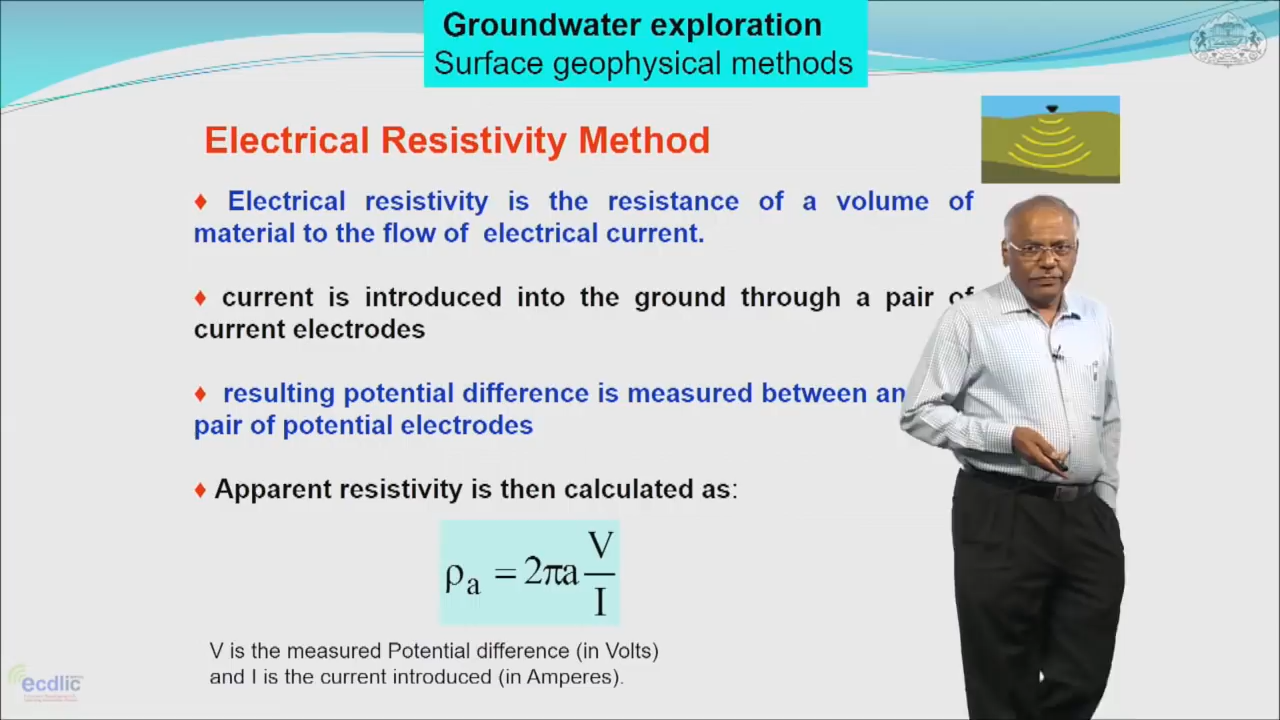 Groundwater exploration
Surface geophysical methods
Electrical Resistivity Method
♦ Electrical resistivity is the resistance of a volume of
material to the flow of electrical current.
♦ current is introduced into the ground through a pair of
current electrodes
♦ resulting potential difference is measured between an
pair of potential electrodes
♦ Apparent resistivity is then calculated as:
ρa = 2πa V/I
V is the measured Potential difference (in Volts)
and I is the current introduced (in Amperes).
ecdlic